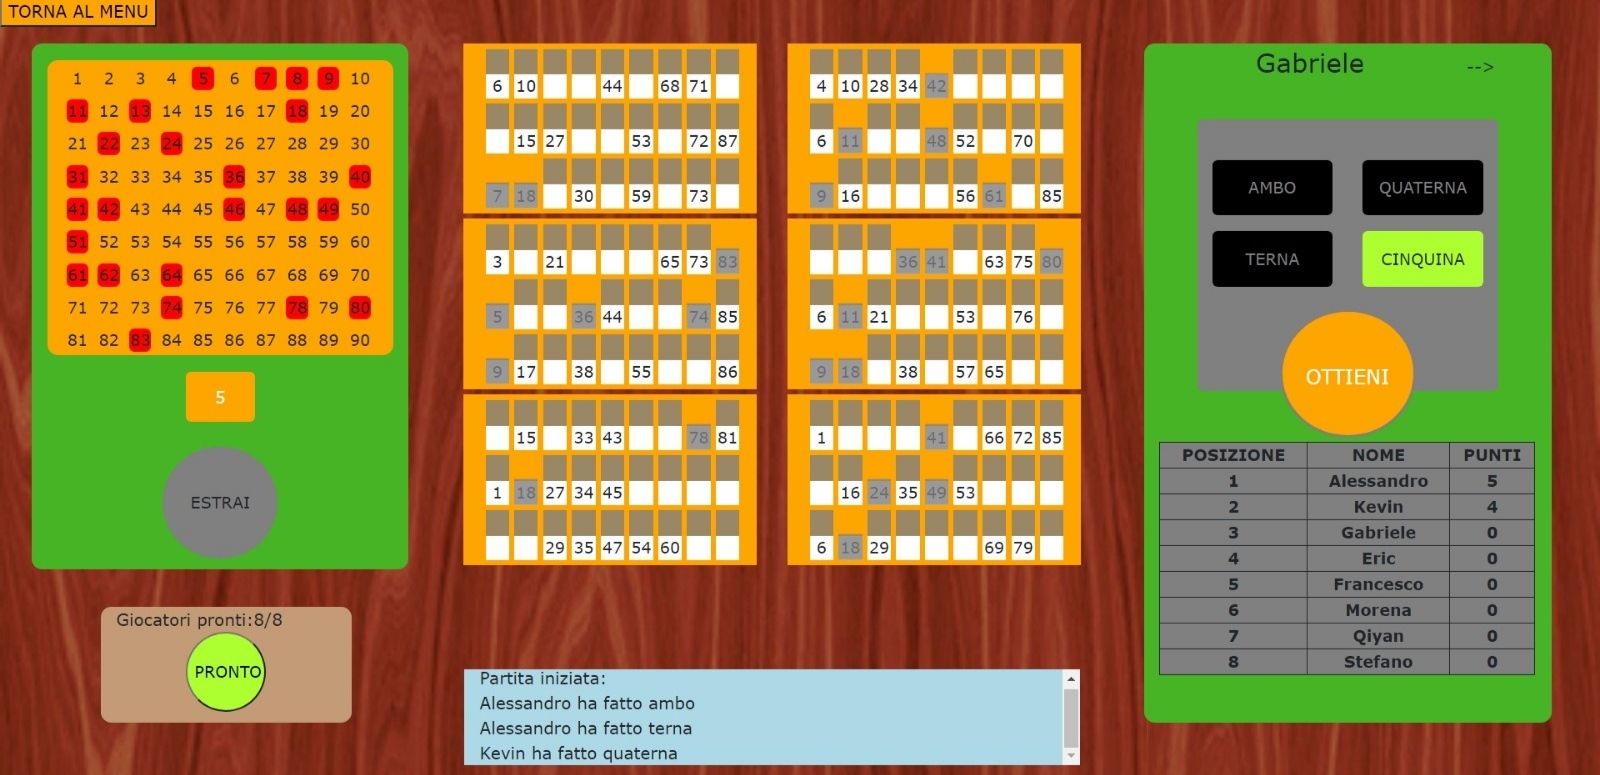 TORNA AL MENU
1 2 3 4 5 6 7 8 9 10
11 12 13 14 15 16 17 18 19 20
21 22 23 24 25 26 27 28 29 30
31 32 33 34 35 36 37 38 39 40
41 42 43 44 45 46 47 48 49 50
51 52 53 54 55 56 57 58 59 60
61 62 63 64 65 66 67 68 69 70
71 72 73 74 75 76 77 78 79 80
81 82 83 84 85 86 87 88 89 90
5
ESTRAI
Giocatori pronti:8/8
PRONTO
6 10 44 68 71
15 27 53 72 87
7 18 30 59 73
3 21 65 73 83
5 36 44 74 85
9 17 38 55 86
15 33 43 78 81
1 18 27 34 45
29 35 47 54 60
4 10 28 34 42
6 11 48 52 70
9 16 56 61 85
36 41 63 75 80
6 11 21 53 76
9 18 38 57 65
1 41 66 72 85
16 24 35 49 53
6 18 29 69 79
Partita iniziata:
Alessandro ha fatto ambo
Alessandro ha fatto terna
Kevin ha fatto quaterna
Gabriele -->
AMBO QUATERNA
TERNA CINQUINA
OTTIENI
POSIZIONE NOME PUNTI
1 Alessandro 5
2 Kevin 4
3 Gabriele 0
4 Eric 0
5 Francesco 0
6 Morena 0
7 Qiyan 0
8 Stefano 0